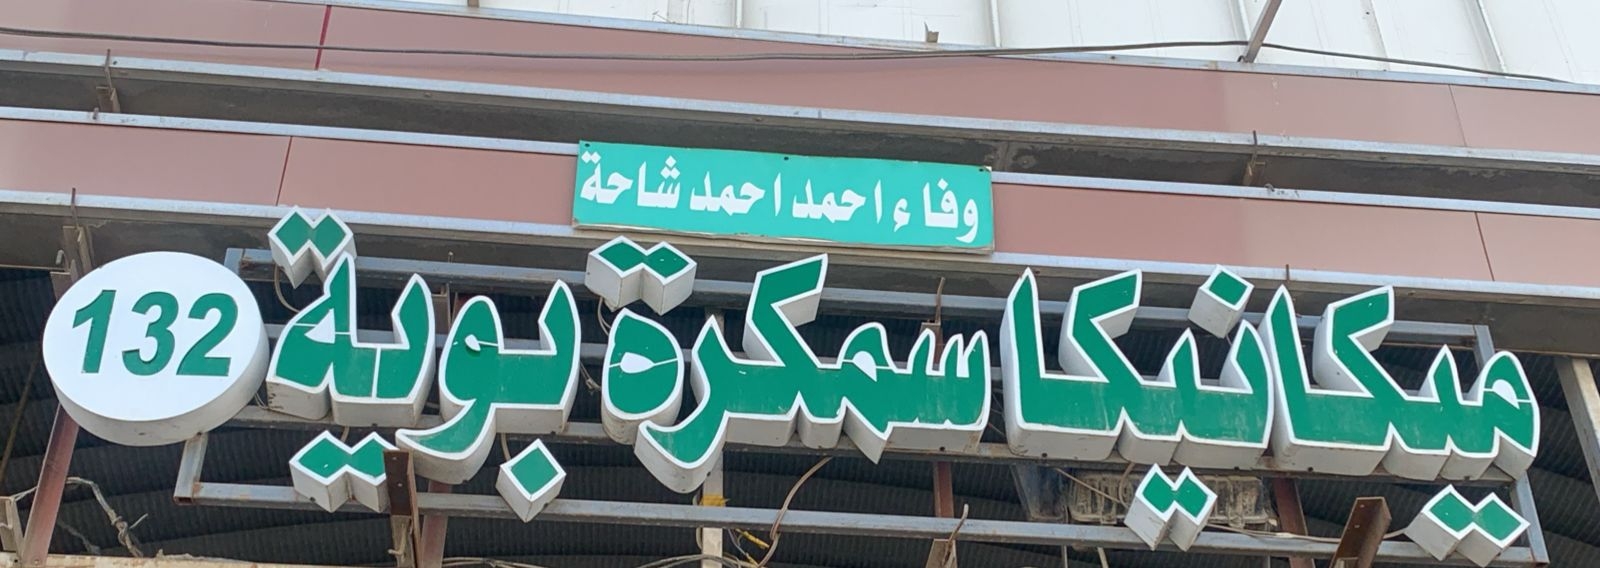 وفاء احمد احمد شاحة
ميكانيكا سمكرة بوية 132